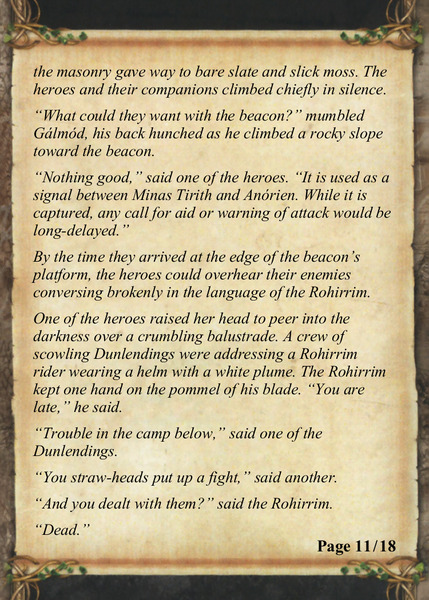 the masonry gave way to bare slate and slick moss. The
heroes and their companions climbed chiefly in silence.
“What could they want with the beacon?” mumbled
Gálmód, his back hunched as he climbed a rocky slope
toward the beacon.
“Nothing good,” said one of the heroes. “It is used as a
signal between Minas Tirith and Anórien. While it is
captured, any call for aid or warning of attack would be
long-delayed.”
By the time they arrived at the edge of the beacon’s
platform, the heroes could overhear their enemies
conversing brokenly in the language of the Rohirrim.
One of the heroes raised her head to peer into the
darkness over a crumbling balustrade. A crew of
scowling Dunlendings were addressing a Rohirrim
rider wearing a helm with a white plume. The Rohirrim
kept one hand on the pommel of his blade. “You are
late,” he said.
“Trouble in the camp below,” said one of the
Dunlendings.
“You straw-heads put up a fight,” said another.
“And you dealt with them?” said the Rohirrim.
“Dead.”
Page 11/18